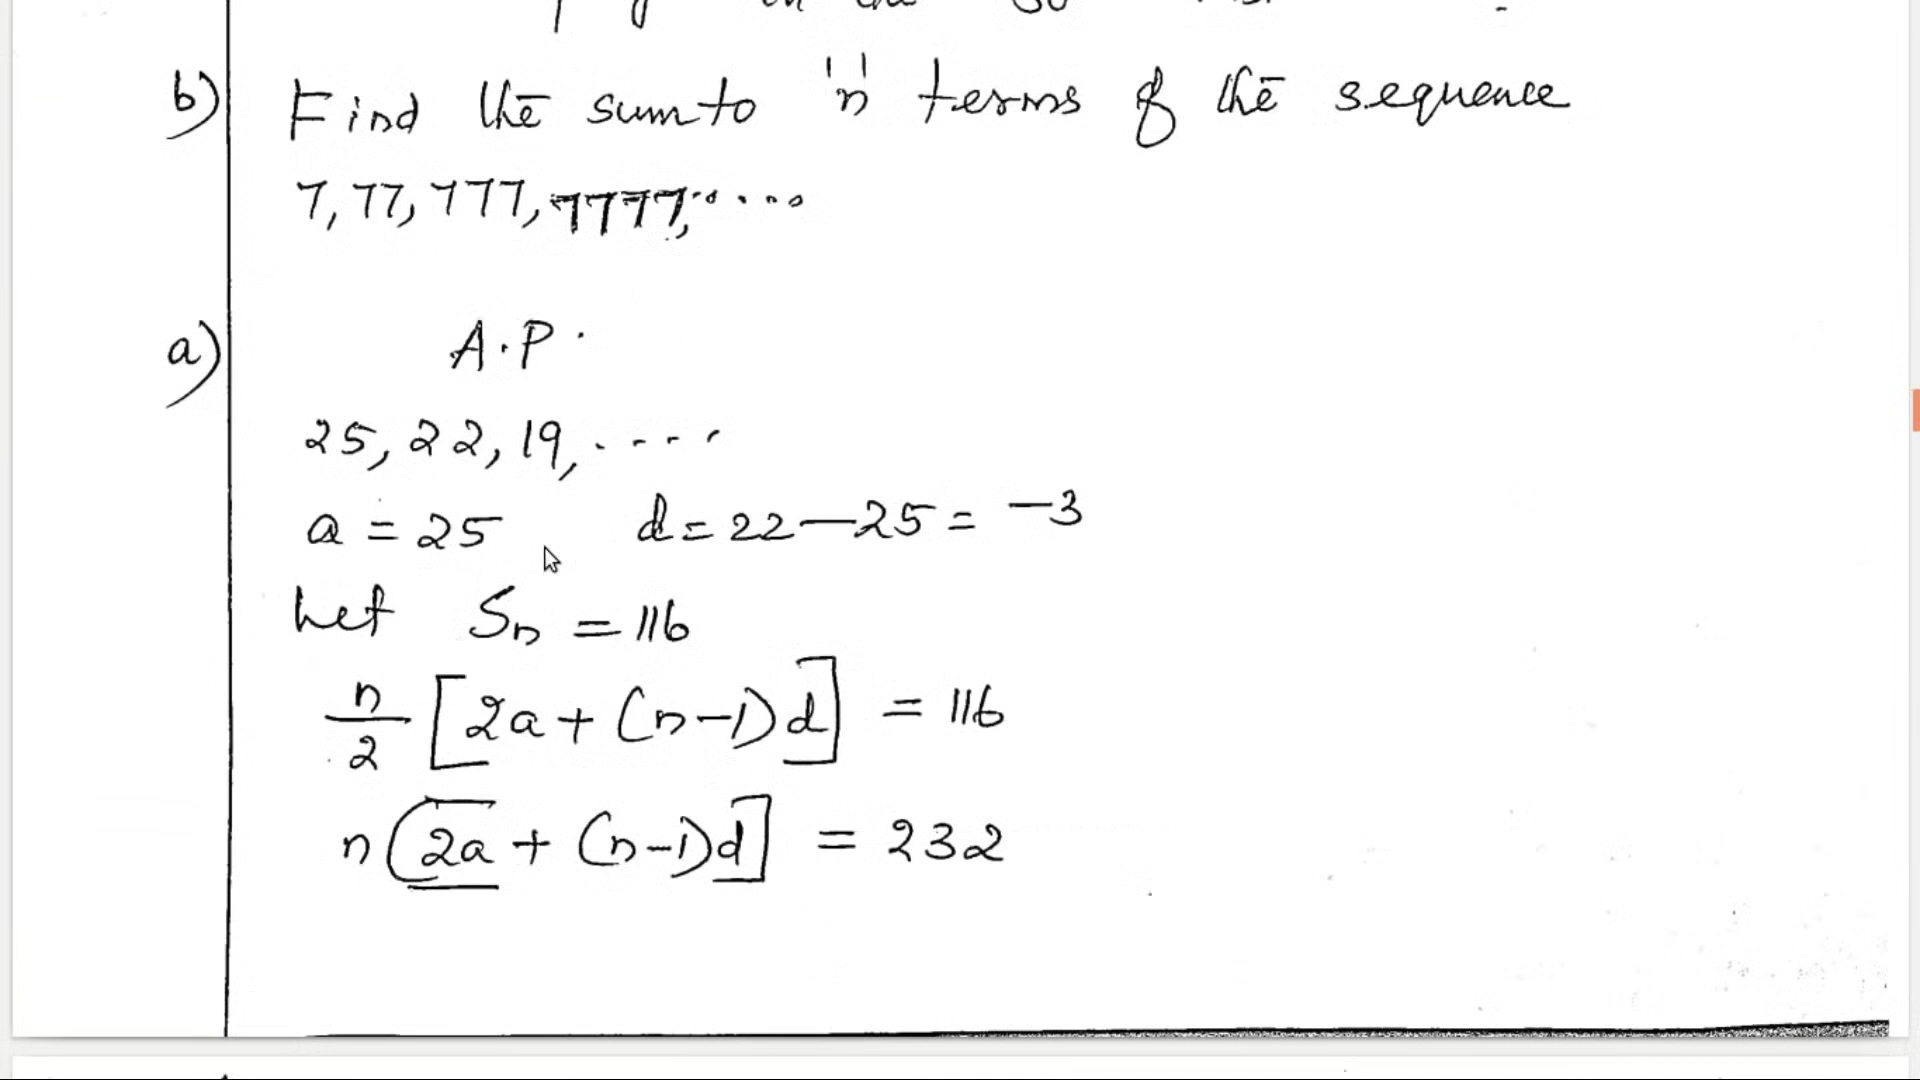 b) Find the sum to 'n' terms of the sequence
7, 77, 777, 7777, .....
a) A.P.
25, 22, 19, ....
a = 25 d = 22 - 25 = -3
Let Sn = 116
n/2 [2a + (n-1)d] = 116
n[2a + (n-1)d] = 232